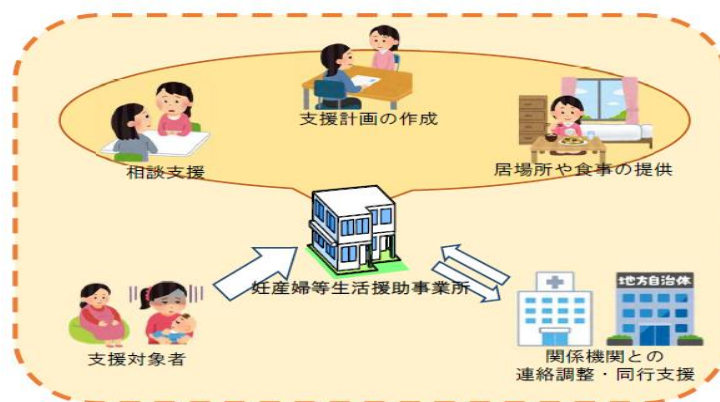 支援計画の作成
相談支援
居場所や食事の提供
妊産婦等生活援助事業所
地方自治体
支援対象者
関係機関との
連絡調整・同行支援